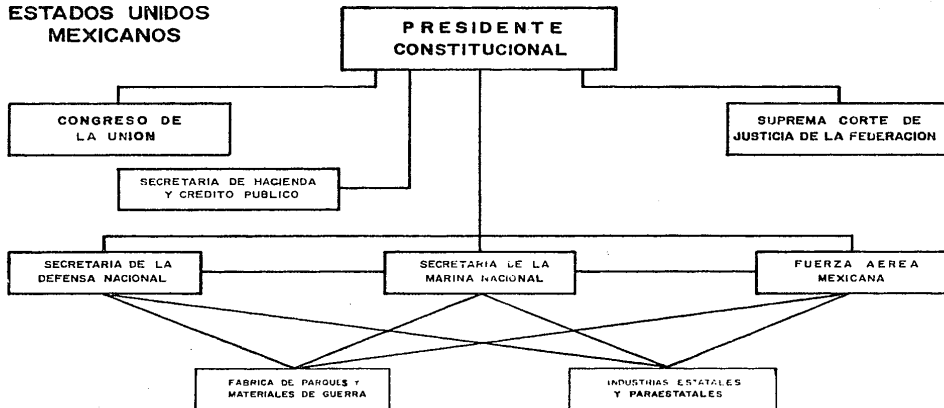 ESTADOS UNIDOS
MEXICANOS
PRESIDENTE
CONSTITUCIONAL
CONGRESO DE
LA UNION
SUPREMA CORTE DE
JUSTICIA DE LA FEDERACION
SECRETARIA DE HACIENDA
Y CREDITO PUBLICO
SECRETARIA DE LA
DEFENSA NACIONAL
SECRETARIA DE LA
MARINA NACIONAL
FUERZA AEREA
MEXICANA
FABRICA DE PARQUES Y
MATERIALES DE GUERRA
INDUSTRIAS ESTATALES
Y PARAESTATALES